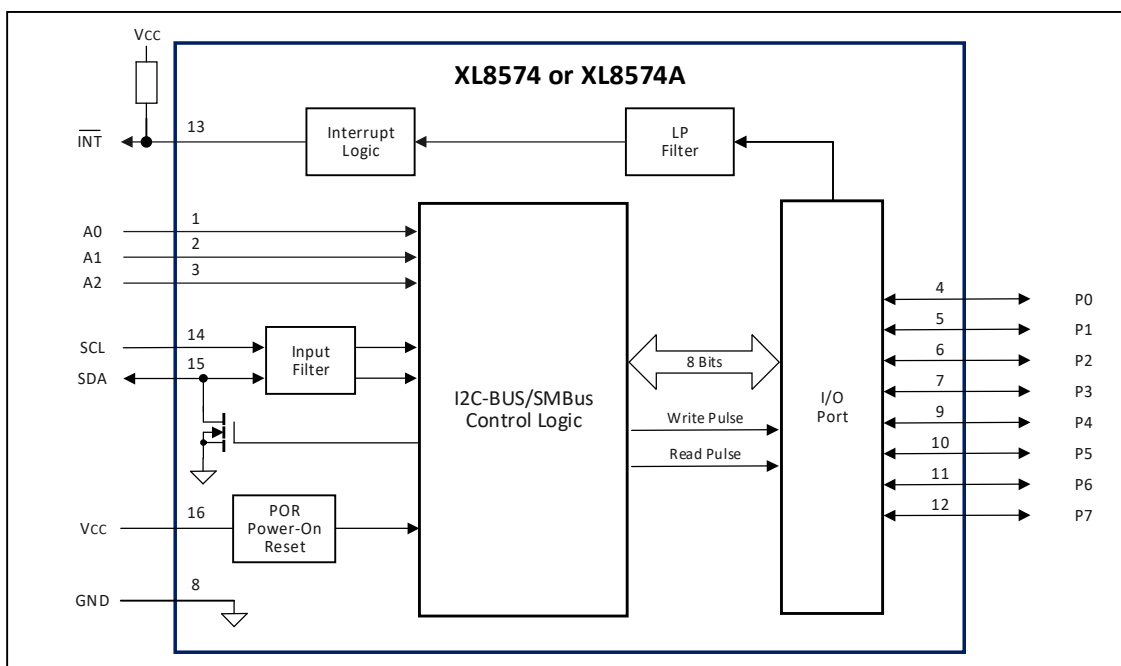 Vcc
XL8574 or XL8574A
INT
13
Interrupt
Logic
LP
Filter
A0
1
A1
2
A2
3
SCL
14
SDA
15
Input
Filter
I2C-BUS/SMBus
Control Logic
8 Bits
Write Pulse
Read Pulse
I/O
Port
4
P0
5
P1
6
P2
7
P3
9
P4
10
P5
11
P6
12
P7
Vcc
16
POR
Power-On
Reset
GND
8